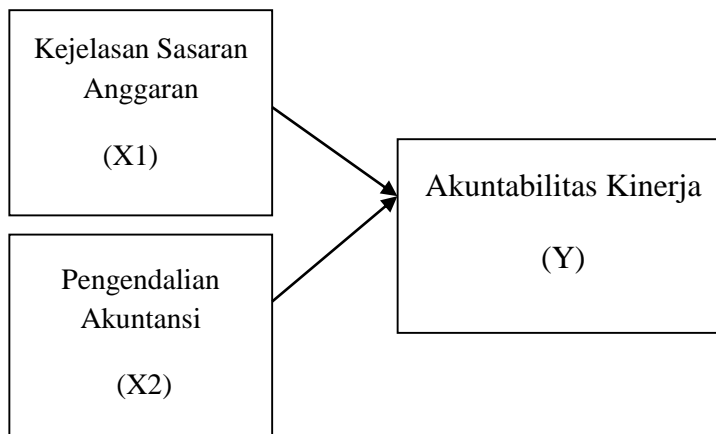 Kejelasan Sasaran
Anggaran
(X1)
Akuntabilitas Kinerja
(Y)
Pengendalian
Akuntansi
(X2)